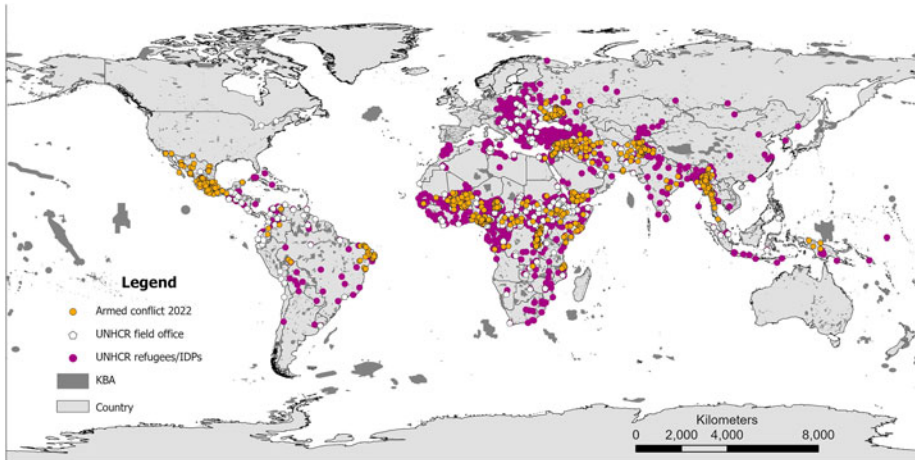 Legend
Armed conflict 2022
UNHCR field office
UNHCR refugees/IDPs
KBA
Country
Kilometers
0 2,000 4,000 8,000